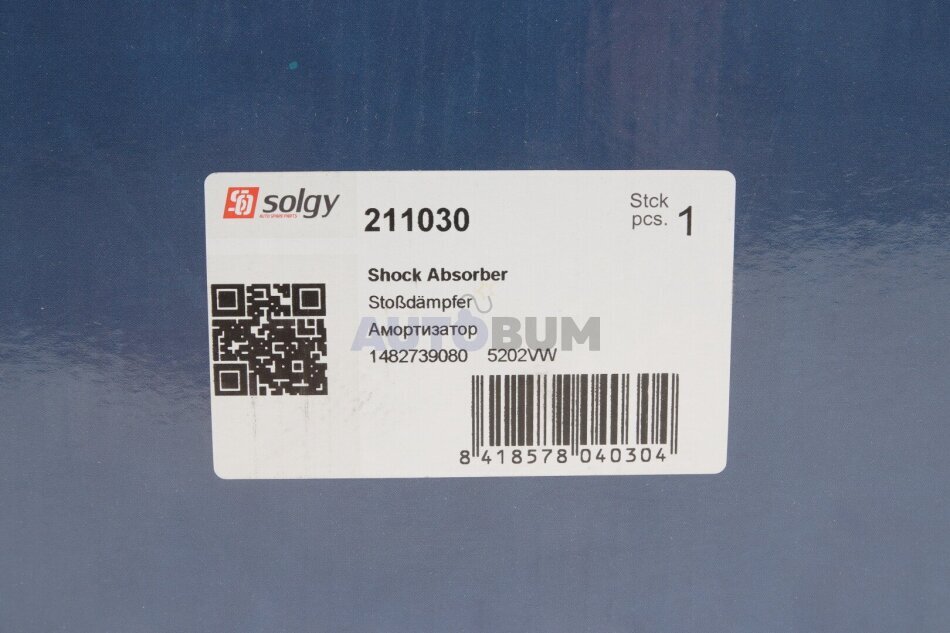 solgy
AUTO SPARE PARTS
211030
Stck
pcs. 1
Shock Absorber
Stoßdämpfer
Амортизатор
AUTOBUM
1482739080 5202VW
8 418578 040304